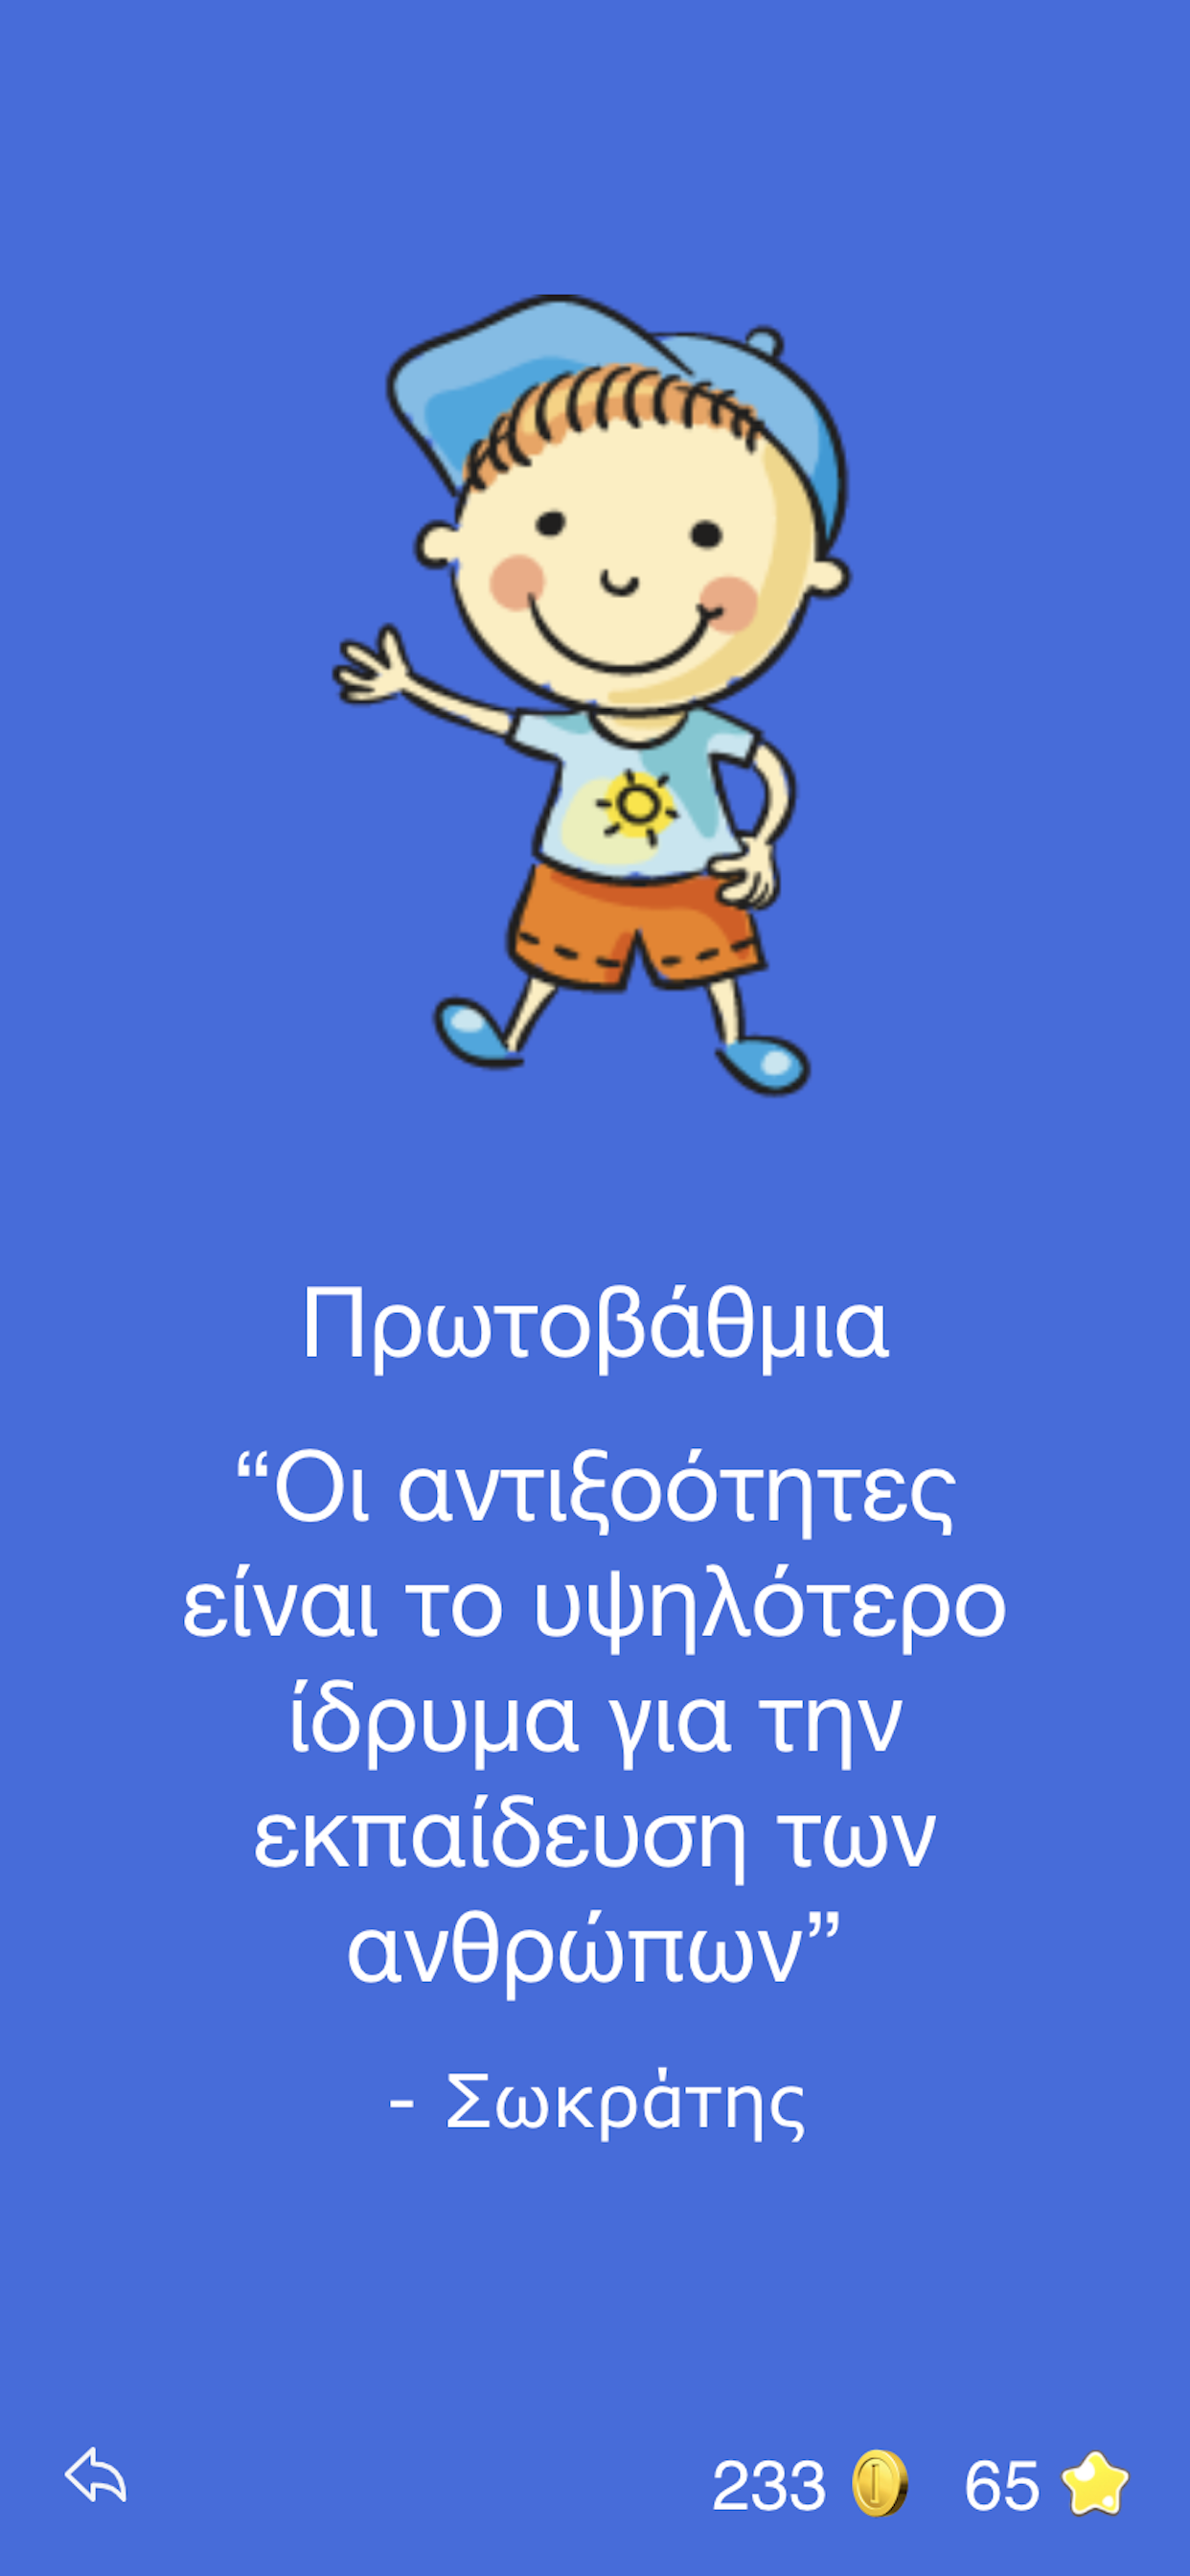 Πρωτοβάθμια
“Οι αντιξοότητες
είναι το υψηλότερο
ίδρυμα για την
εκπαίδευση των
ανθρώπων”
- Σωκράτης
233 65